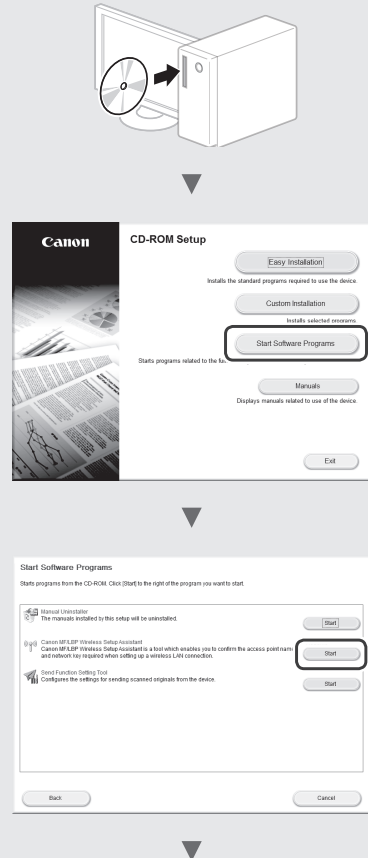 Canon
CD-ROM Setup
Easy Installation
Installs the standard programs required to use the device.
Custom Installation
Installs selected programs.
Start Software Programs
Starts programs related to the
Manuals
Displays manuals related to use of the device.
Exit
Start Software Programs
Starts programs from the CD-ROM. Click [Start] to the right of the program you want to start.
Manual Uninstaller
The manuals installed by this setup will be uninstalled.
Start
Canon MF/LBP Wireless Setup Assistant
Canon MF/LBP Wireless Setup Assistant is a tool which enables you to confirm the access point name
and network key required when setting up a wireless LAN connection.
Start
Send Function Setting Tool
Configures the settings for sending scanned originals from the device.
Start
Back
Cancel